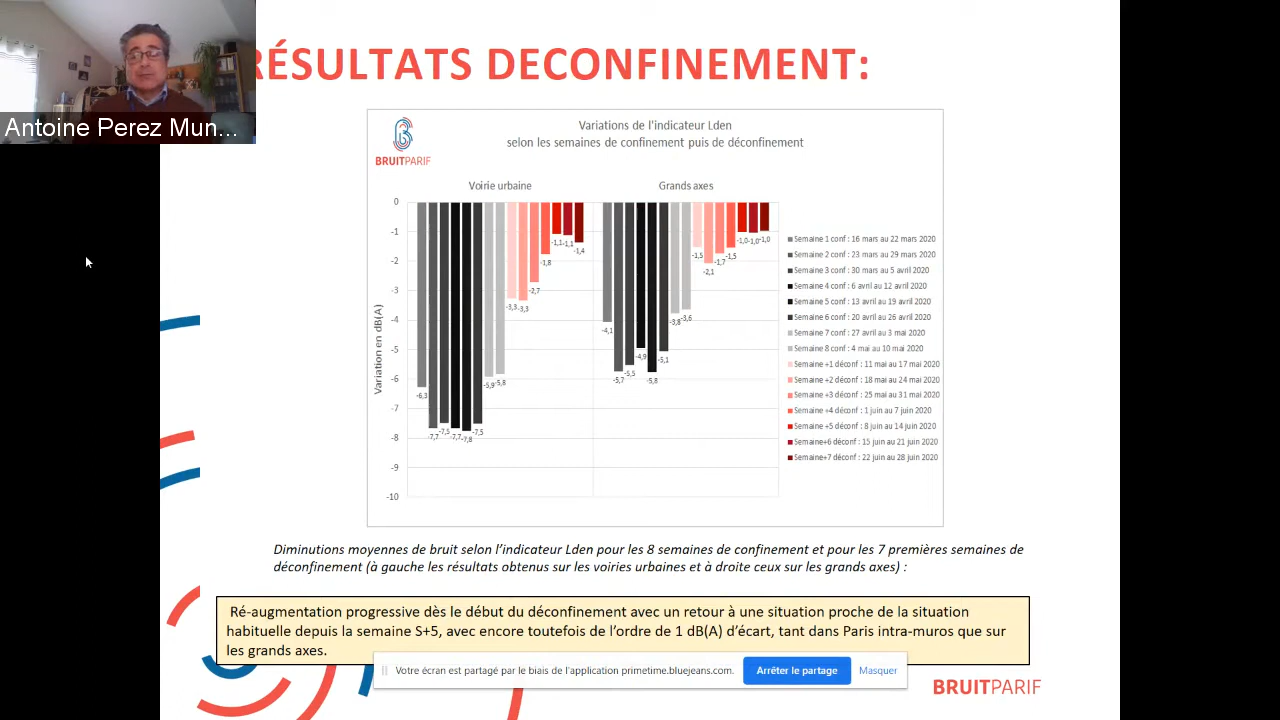 RÉSULTATS DECONFINEMENT:
Antoine Perez Mun...
BRUITPARIF
Variations de l'indicateur Lden
selon les semaines de confinement puis de déconfinement
Voirie urbaine
Grands axes
Variation en dB(A)
0
-1
-2
-3
-4
-5
-6
-7
-8
-9
-10
-6,3
-7,7
-7,5
-7,7
-7,8
-7,5
-5,9
-5,8
-3,3
-3,3
-2,7
-1,8
-1,1
-1,1
-1,4
-4,1
-5,7
-5,5
-4,9
-5,8
-5,1
-3,8
-3,6
-1,5
-2,1
-1,7
-1,5
-1,0
-1,0
-1,0
Semaine 1 conf : 16 mars au 22 mars 2020
Semaine 2 conf : 23 mars au 29 mars 2020
Semaine 3 conf : 30 mars au 5 avril 2020
Semaine 4 conf : 6 avril au 12 avril 2020
Semaine 5 conf : 13 avril au 19 avril 2020
Semaine 6 conf : 20 avril au 26 avril 2020
Semaine 7 conf : 27 avril au 3 mai 2020
Semaine 8 conf : 4 mai au 10 mai 2020
Semaine +1 déconf : 11 mai au 17 mai 2020
Semaine +2 déconf : 18 mai au 24 mai 2020
Semaine +3 déconf : 25 mai au 31 mai 2020
Semaine +4 déconf : 1 juin au 7 juin 2020
Semaine +5 déconf : 8 juin au 14 juin 2020
Semaine+6 déconf : 15 juin au 21 juin 2020
Semaine+7 déconf : 22 juin au 28 juin 2020
Diminutions moyennes de bruit selon l'indicateur Lden pour les 8 semaines de confinement et pour les 7 premières semaines de
déconfinement (à gauche les résultats obtenus sur les voiries urbaines et à droite ceux sur les grands axes) :
Ré-augmentation progressive dès le début du déconfinement avec un retour à une situation proche de la situation
habituelle depuis la semaine S+5, avec encore toutefois de l'ordre de 1 dB(A) d'écart, tant dans Paris intra-muros que sur
les grands axes.
Votre écran est partagé par le biais de l'application primetime.bluejeans.com.
Arrêter le partage
Masquer
BRUITPARIF